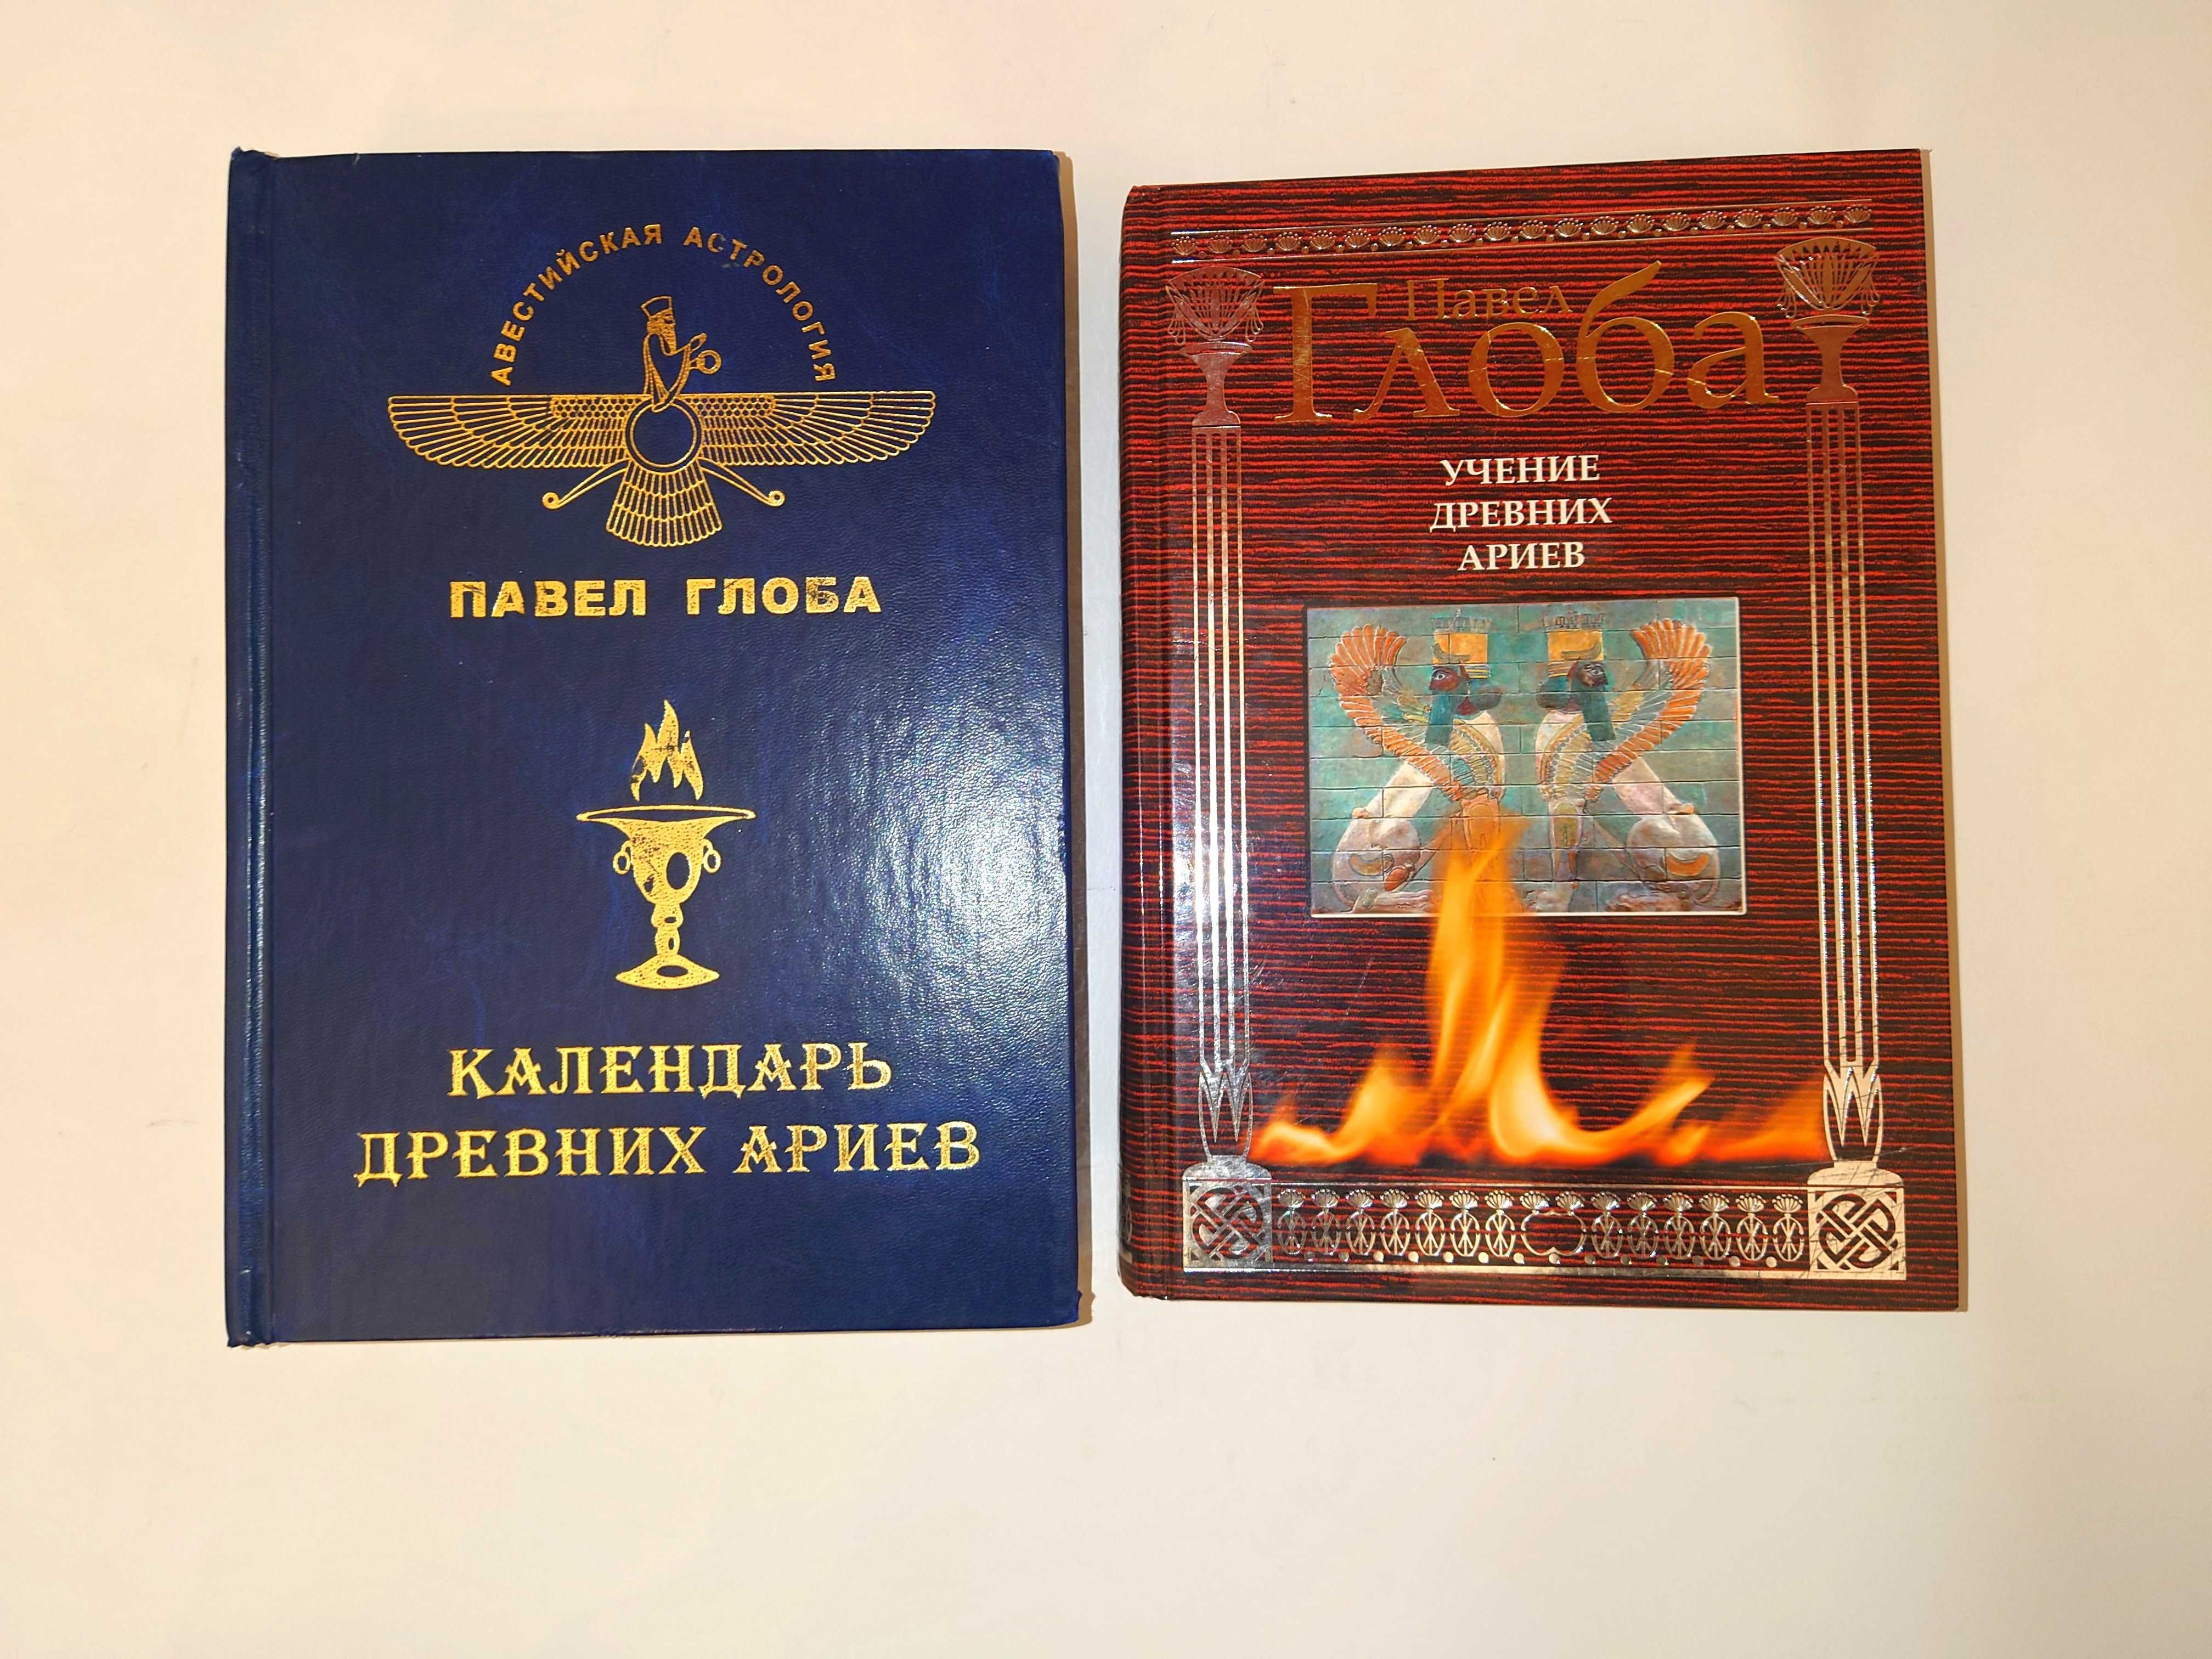 АВЕСТИЙСКАЯ АСТРОЛОГИЯ
ПАВЕЛ ГЛОБА
КАЛЕНДАРЬ
ДРЕВНИХ АРИЕВ
Павел
Глоба
УЧЕНИЕ
ДРЕВНИХ
АРИЕВ